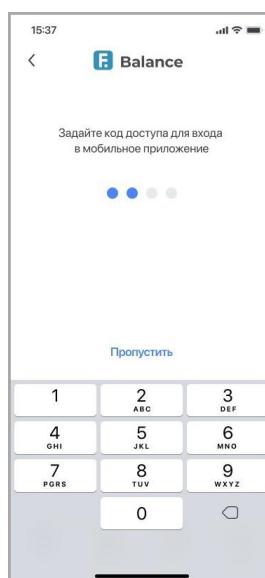 15:37
F. Balance
Задайте код доступа для входа
в мобильное приложение
Пропустить
1 2 3
ABC DEF
4 5 6
GHI JKL MNO
7 8 9
PGRS TUV WXYZ
0